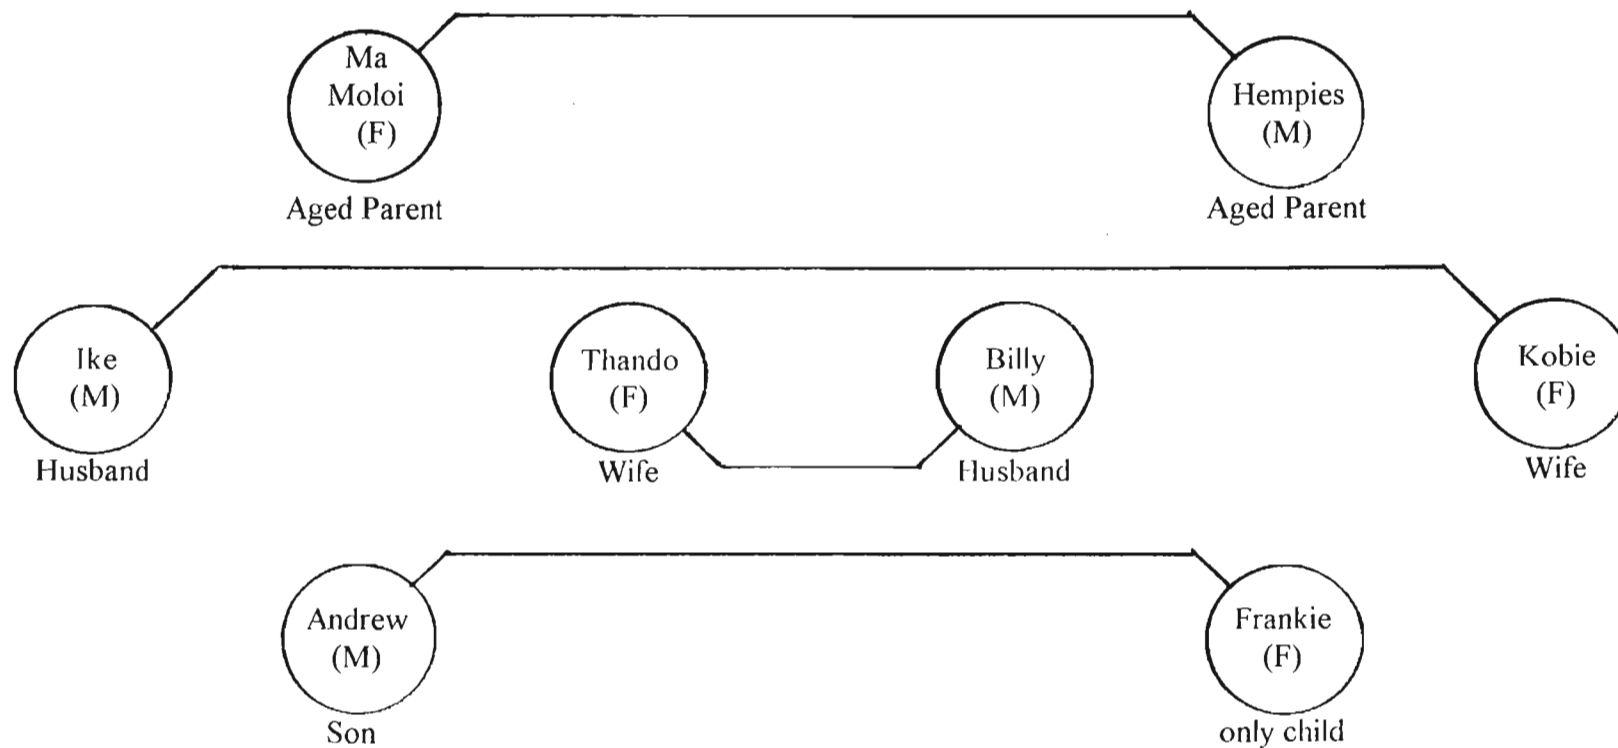 Ma
Moloi
(F)
Aged Parent
Hempies
(M)
Aged Parent
Ike
(M)
Husband
Thando
(F)
Wife
Billy
(M)
Husband
Kobie
(F)
Wife
Andrew
(M)
Son
Frankie
(F)
only child